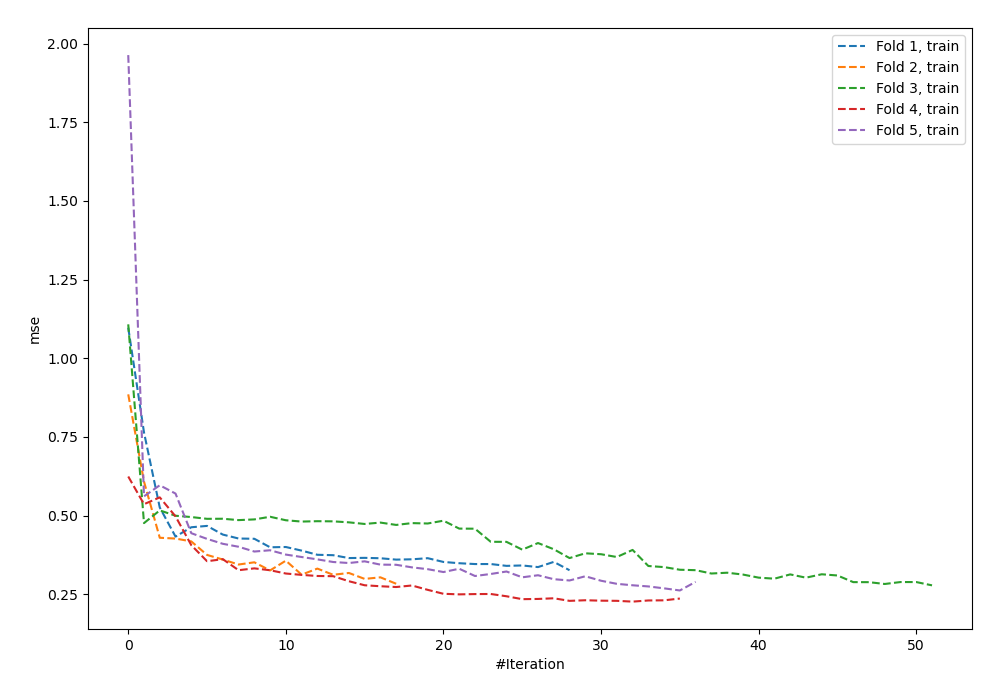 2.00
1.75
1.50
1.25
1.00
0.75
0.50
0.25
mse
0
10
20
30
40
50
#Iteration
Fold 1, train
Fold 2, train
Fold 3, train
Fold 4, train
Fold 5, train